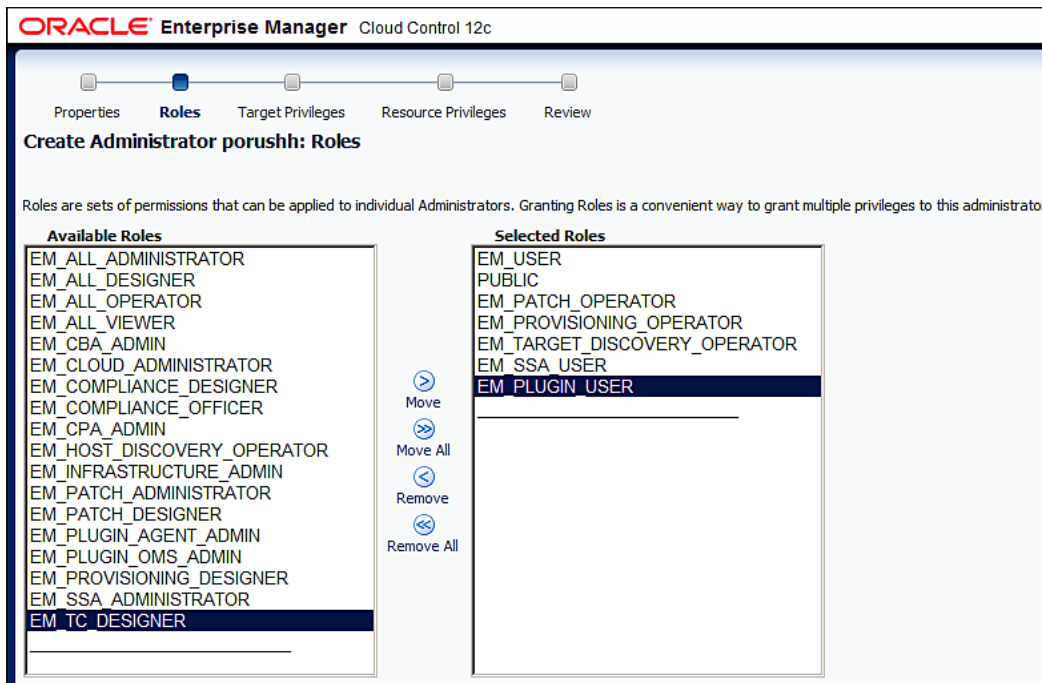 ORACLE Enterprise Manager Cloud Control 12c
Properties Roles Target Privileges Resource Privileges Review
Create Administrator porushh: Roles
Roles are sets of permissions that can be applied to individual Administrators. Granting Roles is a convenient way to grant multiple privileges to this administrato
Available Roles
EM_ALL_ADMINISTRATOR
EM_ALL_DESIGNER
EM_ALL_OPERATOR
EM_ALL_VIEWER
EM_CBA_ADMIN
EM_CLOUD_ADMINISTRATOR
EM_COMPLIANCE_DESIGNER
EM_COMPLIANCE_OFFICER
EM_CPA_ADMIN
EM_HOST_DISCOVERY_OPERATOR
EM_INFRASTRUCTURE_ADMIN
EM_PATCH_ADMINISTRATOR
EM_PATCH_DESIGNER
EM_PLUGIN_AGENT_ADMIN
EM_PLUGIN_OMS_ADMIN
EM_PROVISIONING_DESIGNER
EM_SSA_ADMINISTRATOR
EM_TC_DESIGNER
Move
Move All
Remove
Remove All
Selected Roles
EM_USER
PUBLIC
EM_PATCH_OPERATOR
EM_PROVISIONING_OPERATOR
EM_TARGET_DISCOVERY_OPERATOR
EM_SSA_USER
EM_PLUGIN_USER